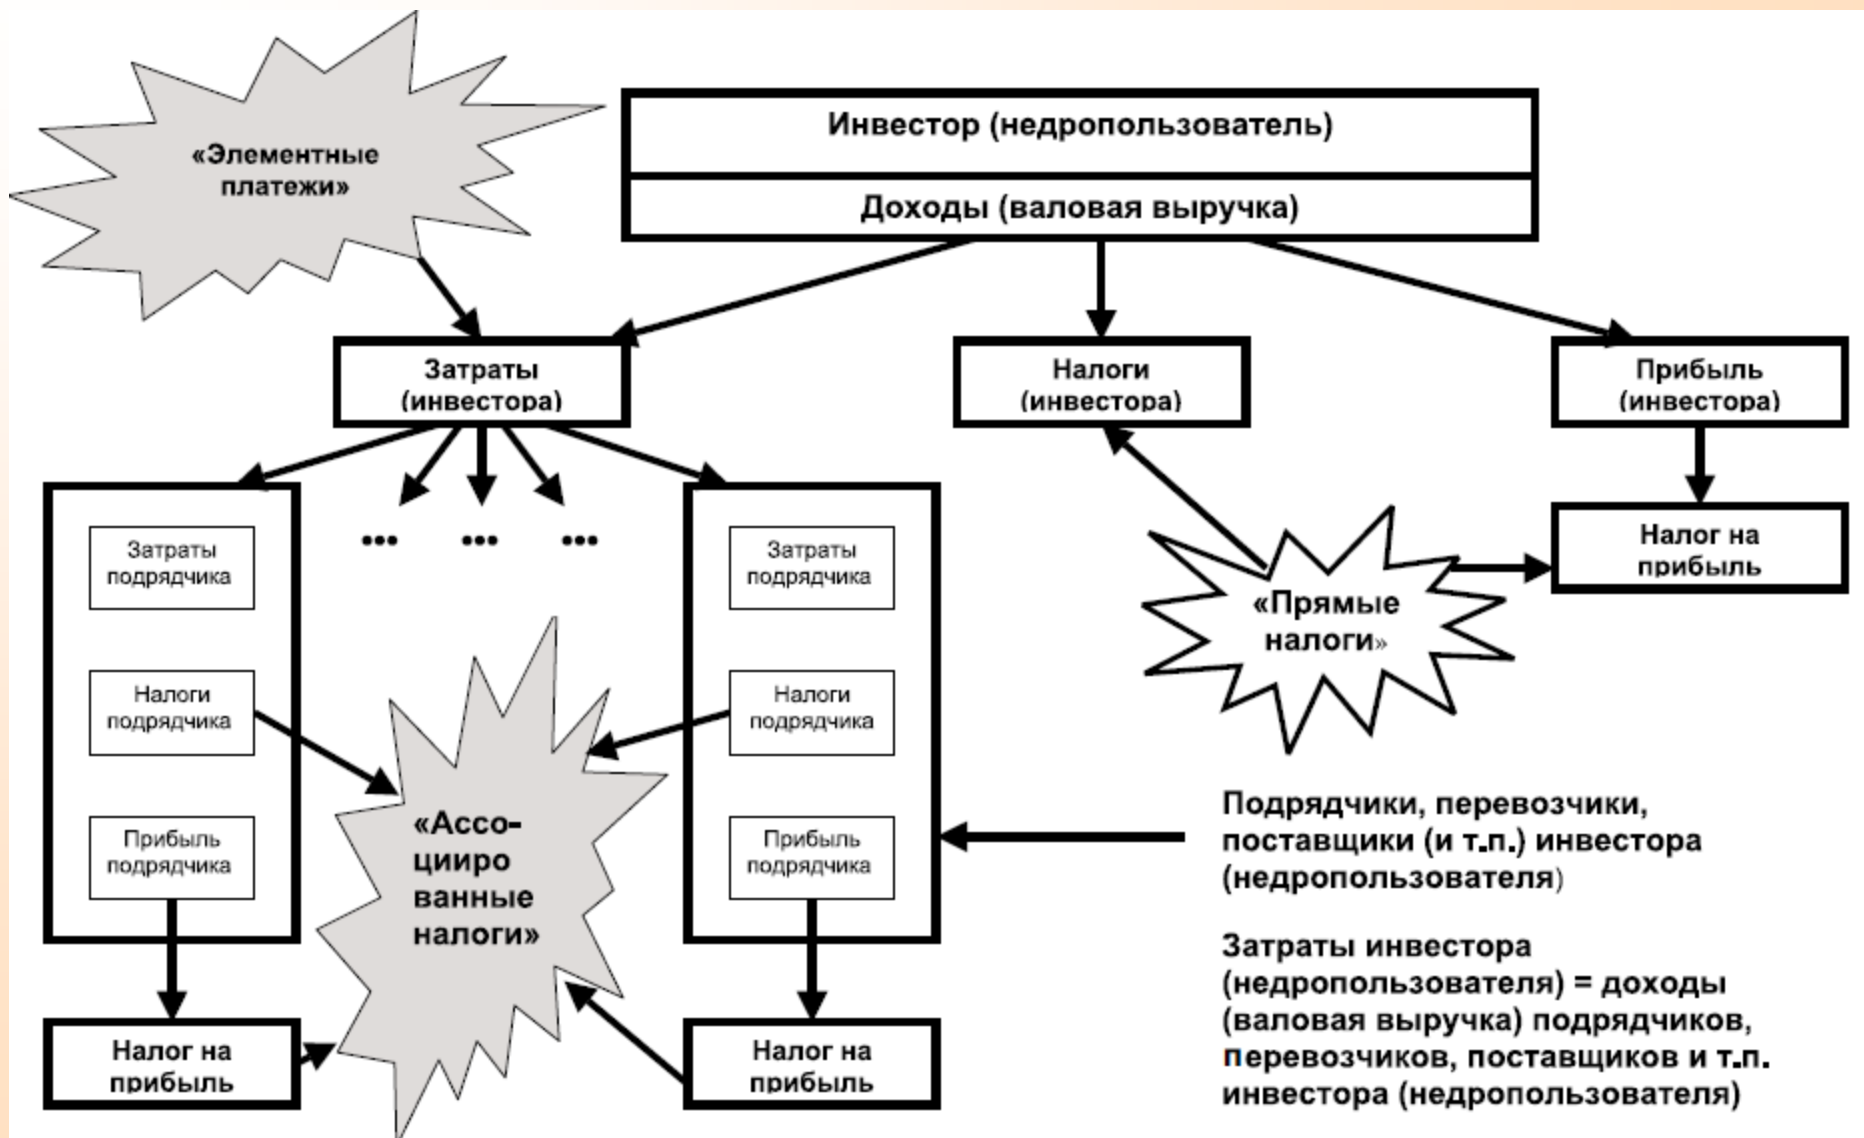 «Элементные
платежи»
Инвестор (недропользователь)
Доходы (валовая выручка)
Затраты
(инвестора)
Налоги
(инвестора)
Прибыль
(инвестора)
Затраты
подрядчика
Налоги
подрядчика
Прибыль
подрядчика
Налог на
прибыль
... ... ...
«Ассо-
цииро
ванные
налоги»
Затраты
подрядчика
Налоги
подрядчика
Прибыль
подрядчика
Налог на
прибыль
«Прямые
налоги»
Налог на
прибыль
Подрядчики, перевозчики,
поставщики (и т.п.) инвестора
(недропользователя)
Затраты инвестора
(недропользователя) = доходы
(валовая выручка) подрядчиков,
перевозчиков, поставщиков и т.п.
инвестора (недропользователя)